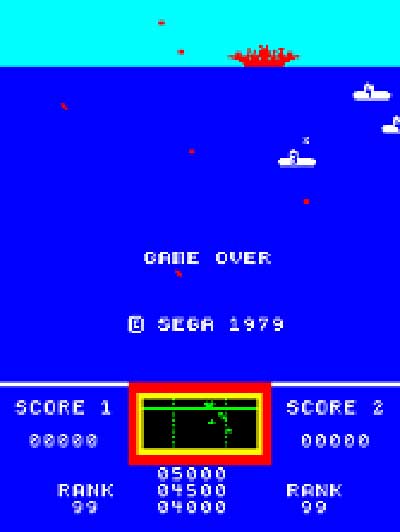 GAME OVER
© SEGA 1979
SCORE 1
SCORE 2
00000
00000
05000
04500
04000
RANK
99
RANK
99